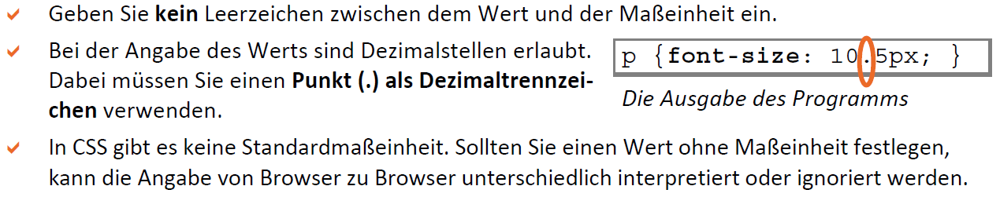 Geben Sie kein Leerzeichen zwischen dem Wert und der Maßeinheit ein.
Bei der Angabe des Werts sind Dezimalstellen erlaubt.
Dabei müssen Sie einen Punkt (.) als Dezimaltrennzei-
chen verwenden.
p {font-size: 10.5px; }
Die Ausgabe des Programms
In CSS gibt es keine Standardmaßeinheit. Sollten Sie einen Wert ohne Maßeinheit festlegen,
kann die Angabe von Browser zu Browser unterschiedlich interpretiert oder ignoriert werden.